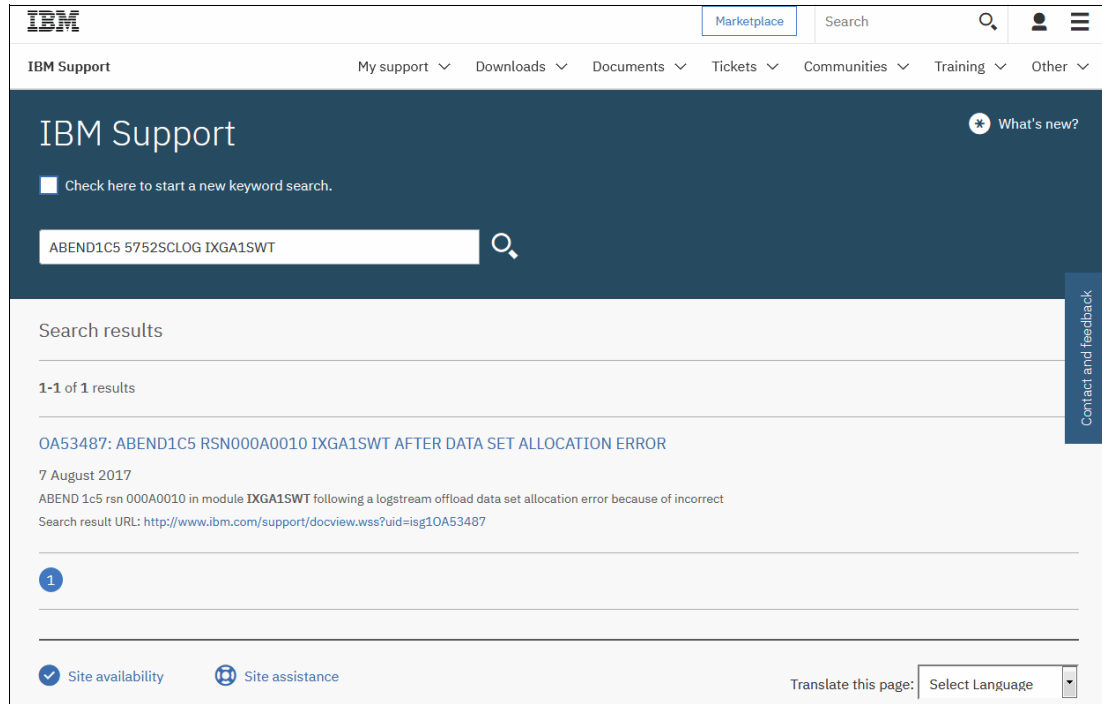 IBM
Marketplace
Search
IBM Support
My support
Downloads
Documents
Tickets
Communities
Training
Other
IBM Support
What's new?
Check here to start a new keyword search.
ABEND1C5 5752SCLOG IXGA1SWT
Contact and feedback
Search results
1-1 of 1 results
OA53487: ABEND1C5 RSN000A0010 IXGA1SWT AFTER DATA SET ALLOCATION ERROR
7 August 2017
ABEND 1c5 rsn 000A0010 in module IXGA1SWT following a logstream offload data set allocation error because of incorrect
Search result URL: http://www.ibm.com/support/docview.wss?uid=isg1OA53487
1
Site availability
Site assistance
Translate this page: Select Language